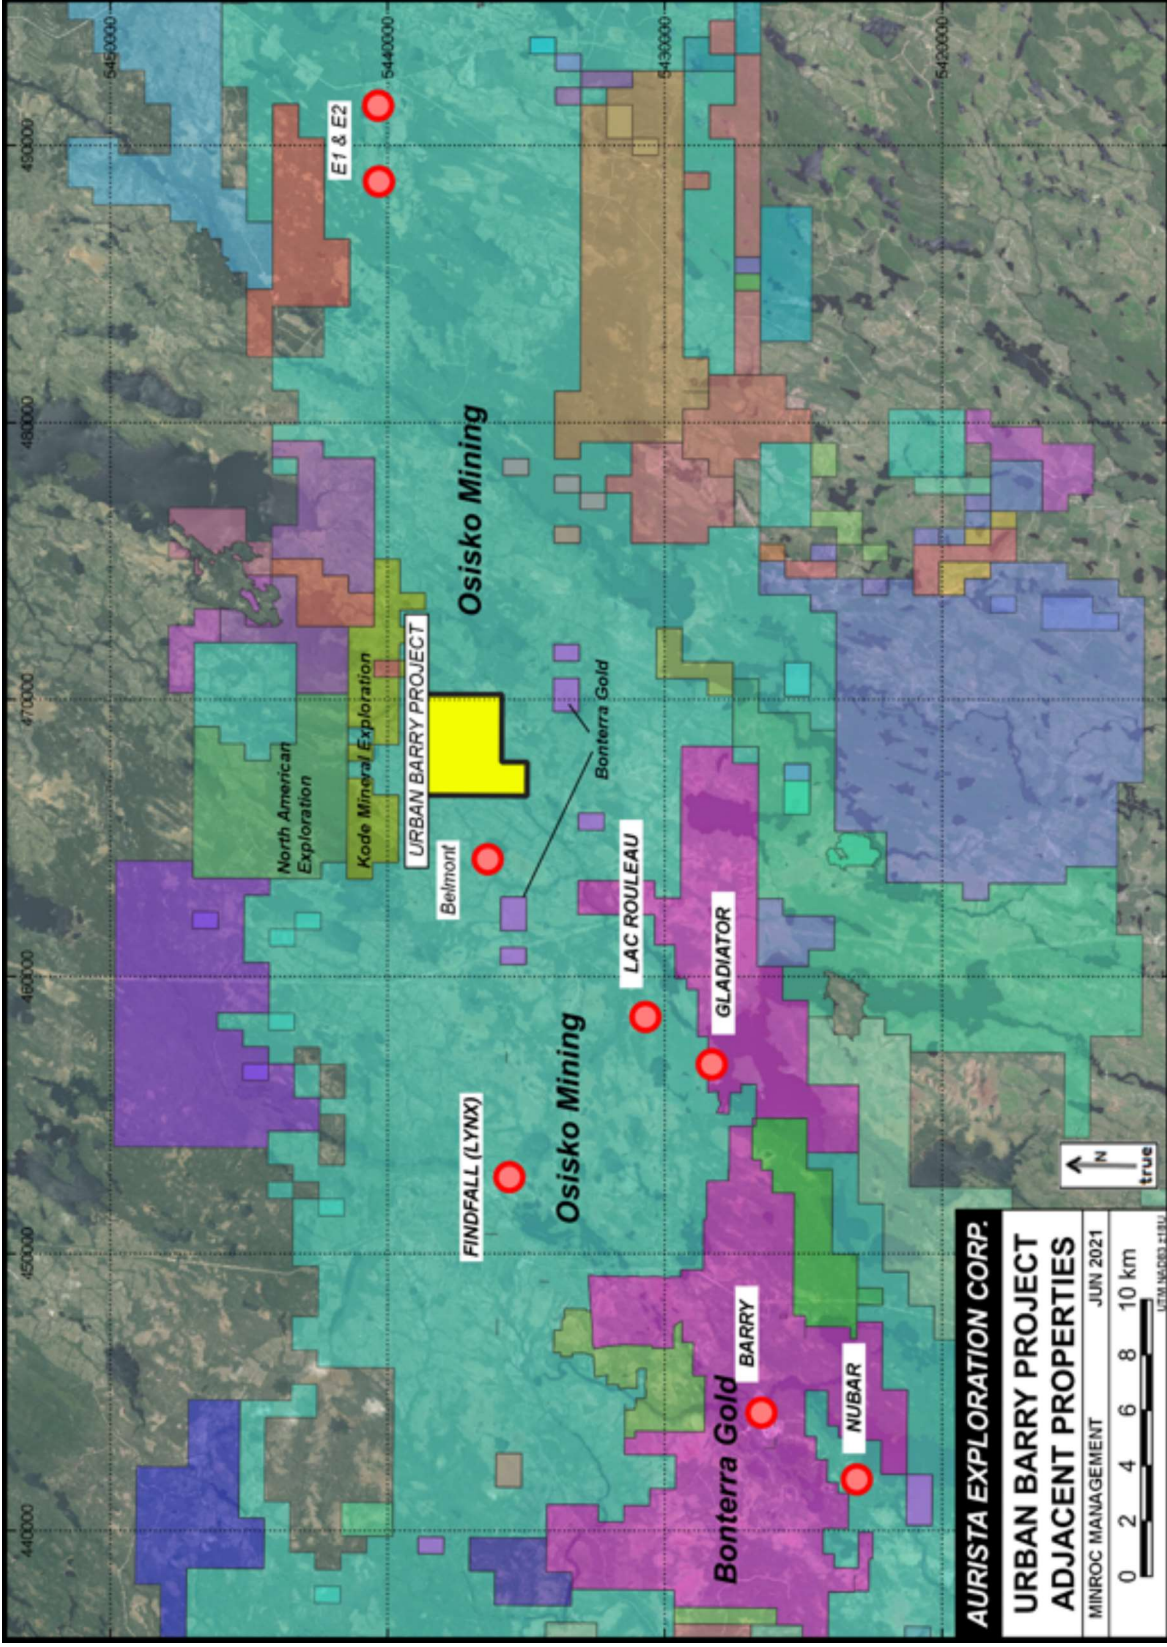 440000
450000
460000
470000
480000
490000
5450000
North American
Exploration
Kode Mineral Exploration
E1 & E2
5440000
URBAN BARRY PROJECT
Belmont
FINDFALL (LYNX)
Osisko Mining
Osisko Mining
Bonterra Gold
LAC ROULEAU
5430000
GLADIATOR
Bonterra Gold
BARRY
NUBAR
5420000
AURISTA EXPLORATION CORP.
URBAN BARRY PROJECT
ADJACENT PROPERTIES
MINROC MANAGEMENT JUN 2021
0 2 4 6 8 10 km
UTM NAD83 z18U
N
true